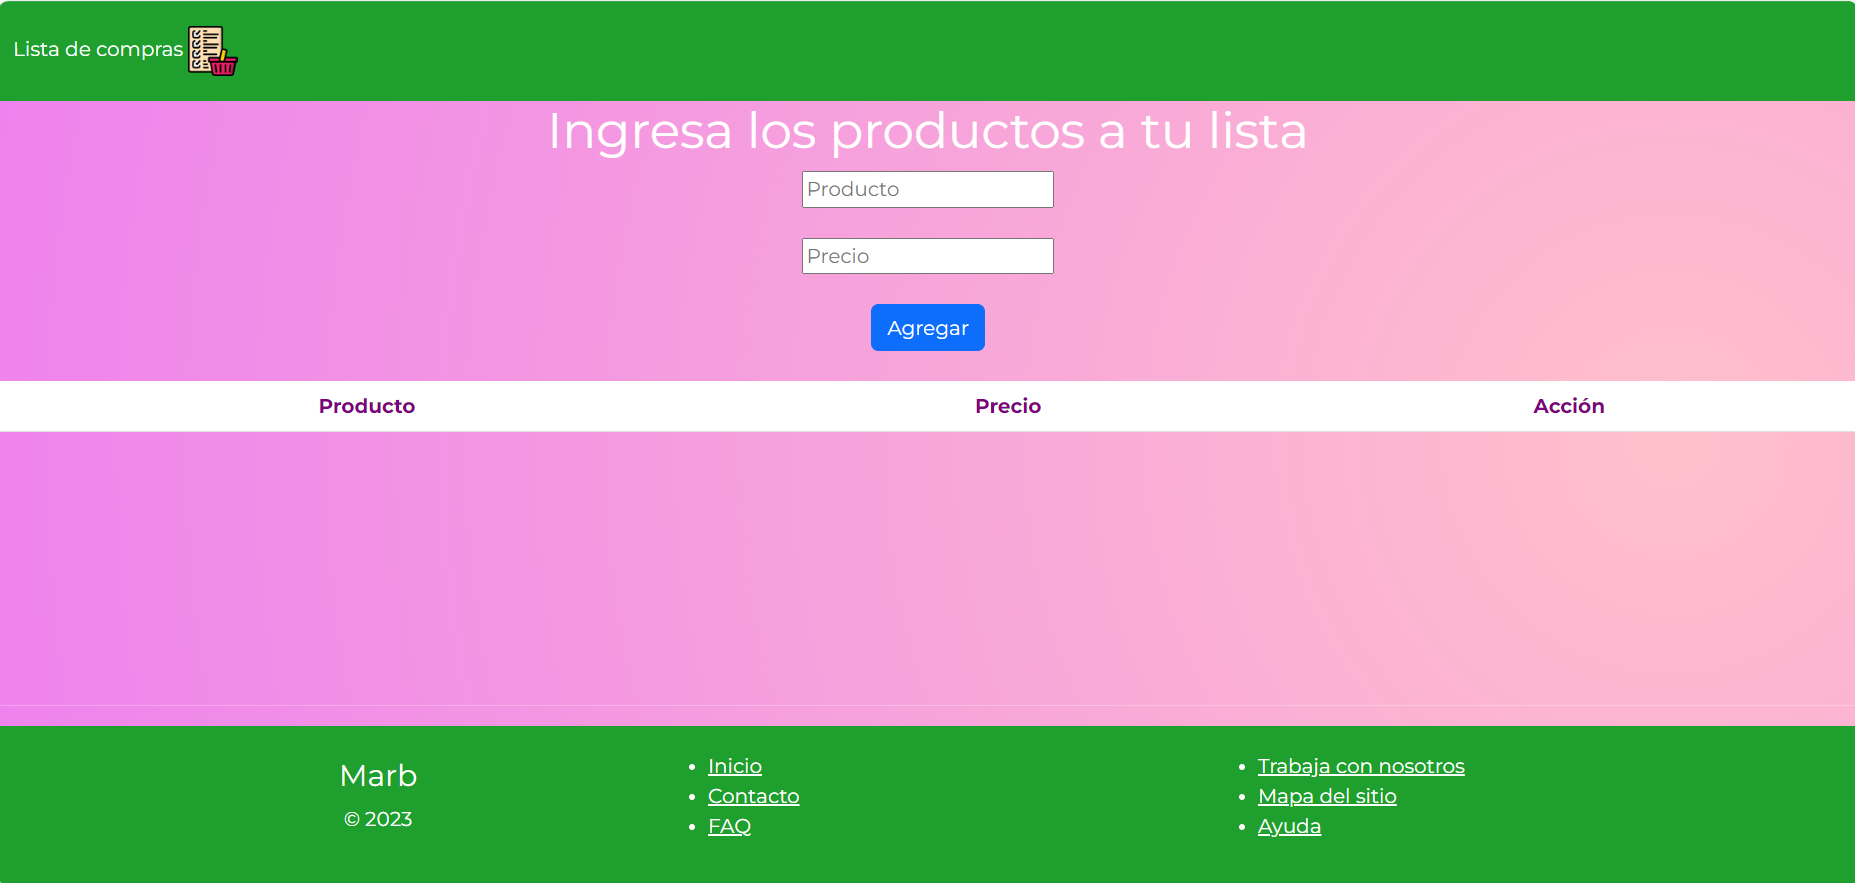 Lista de compras
Ingresa los productos a tu lista
Producto
Precio
Agregar
Producto Precio Acción
Marb
© 2023
Inicio
Contacto
FAQ
Trabaja con nosotros
Mapa del sitio
Ayuda